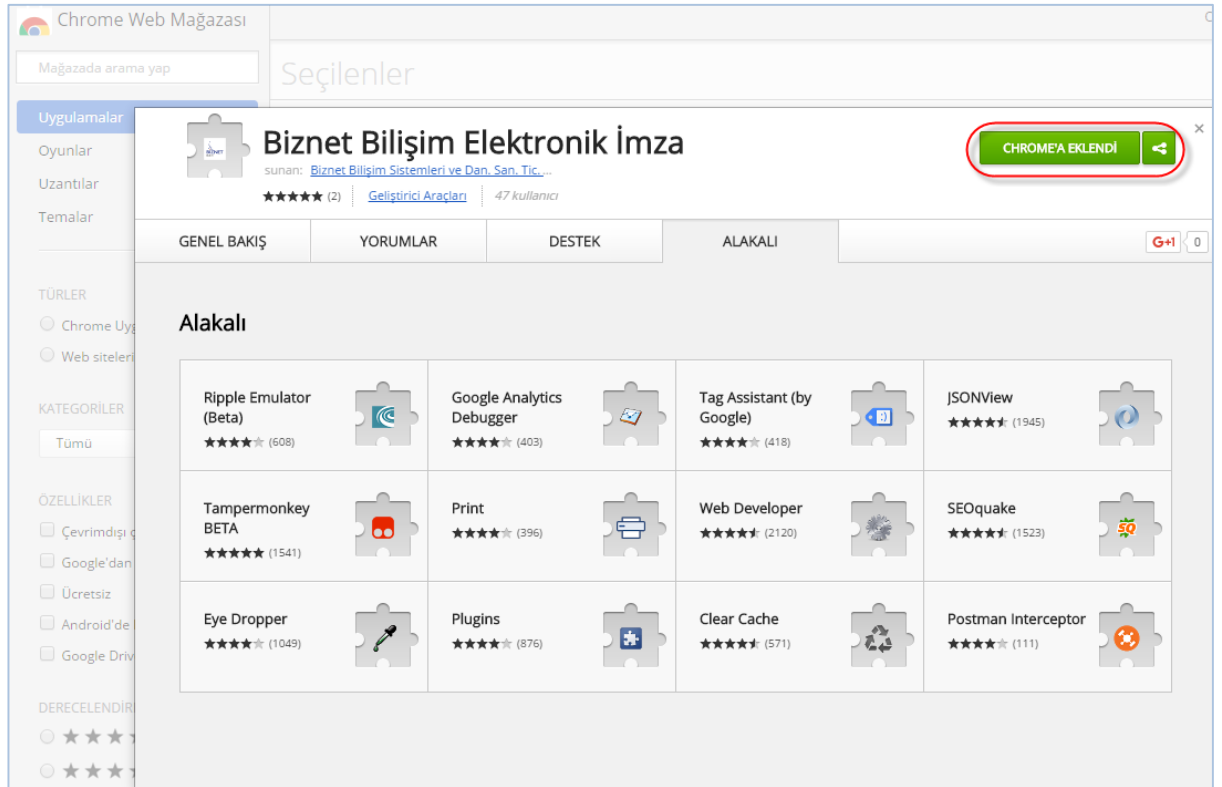 Chrome Web Mağazası
Mağazada arama yap
Seçilenler
Uygulamalar
Oyunlar
Uzantılar
Temalar
TÜRLER
Chrome Uyg
Web siteleri
KATEGORİLER
Tümü
ÖZELLİKLER
Çevrimdışı ç
Google'dan
Ücretsiz
Android'de
Google Driv
DERECELENDİR
Biznet Bilişim Elektronik İmza
sunan: Biznet Bilişim Sistemleri ve Dan. San. Tic. ...
(2) Geliştirici Araçları 47 kullanıcı
CHROME'A EKLENDİ
GENEL BAKIŞ YORUMLAR DESTEK ALAKALI
G+1 0
Alakalı
Ripple Emulator
(Beta)
(608)
Google Analytics
Debugger
(403)
Tag Assistant (by
Google)
(418)
JSONView
(1945)
Tampermonkey
BETA
(1541)
Print
(396)
Web Developer
(2120)
SEOquake
(1523)
SQ
Eye Dropper
(1049)
Plugins
(876)
Clear Cache
(571)
Postman Interceptor
(111)